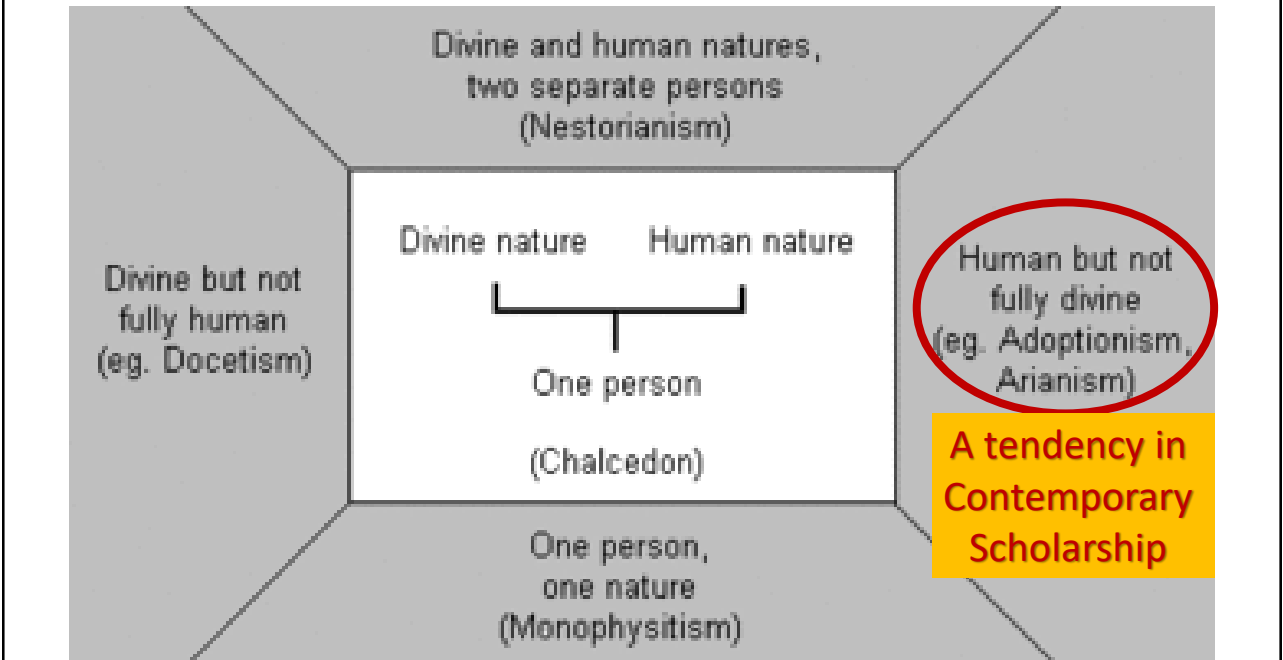 Divine and human natures,
two separate persons
(Nestorianism)
Divine but not
fully human
(eg. Docetism)
Divine nature
Human nature
One person
(Chalcedon)
Human but not
fully divine
(eg. Adoptionism,
Arianism)
A tendency in
Contemporary
Scholarship
One person,
one nature
(Monophysitism)